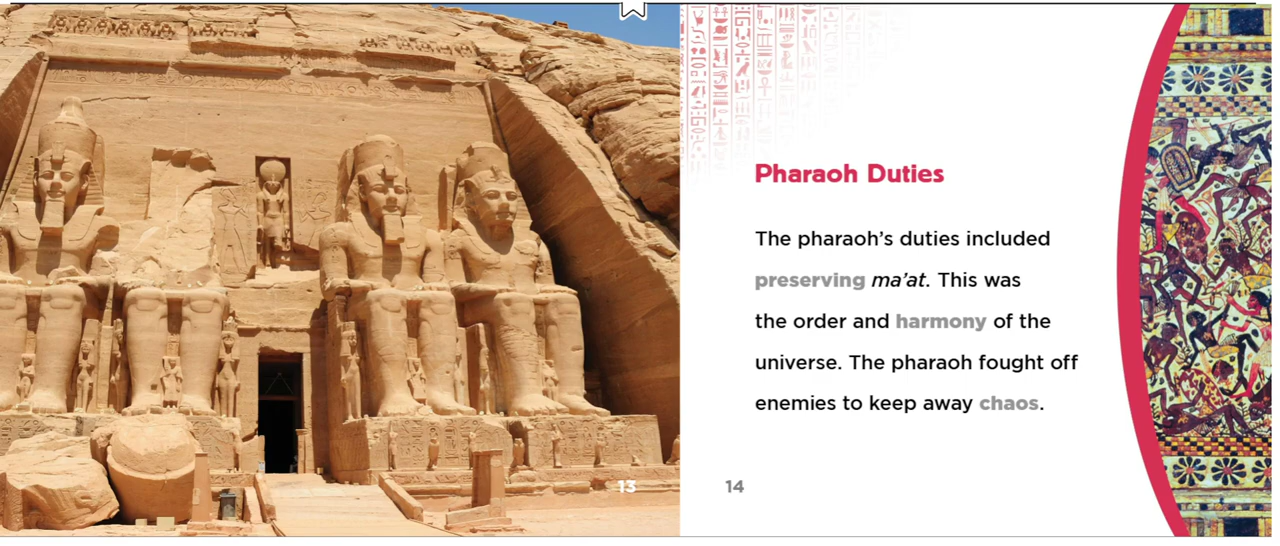 13
Pharaoh Duties
The pharaoh’s duties included
preserving ma’at. This was
the order and harmony of the
universe. The pharaoh fought off
enemies to keep away chaos.
14